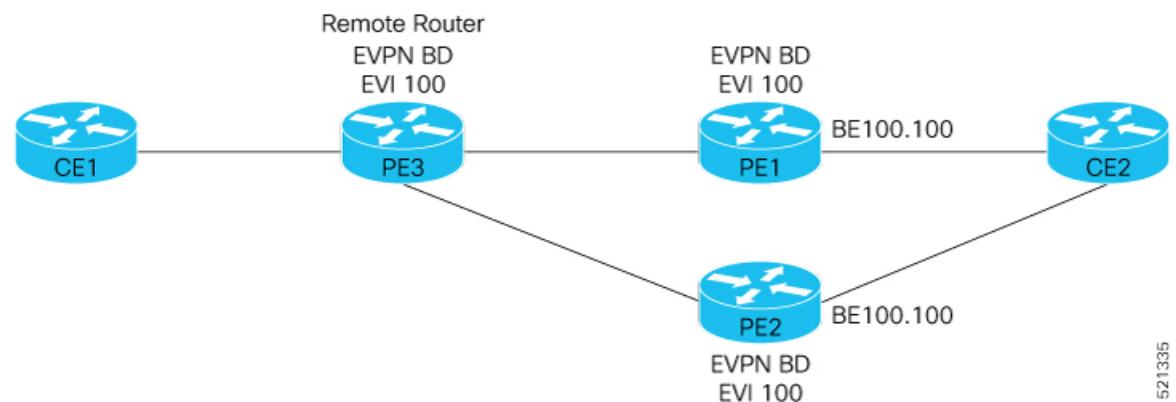 Remote Router
EVPN BD
EVI 100
EVPN BD
EVI 100
BE100.100
CE1
PE3
PE1
CE2
PE2
BE100.100
EVPN BD
EVI 100
521335